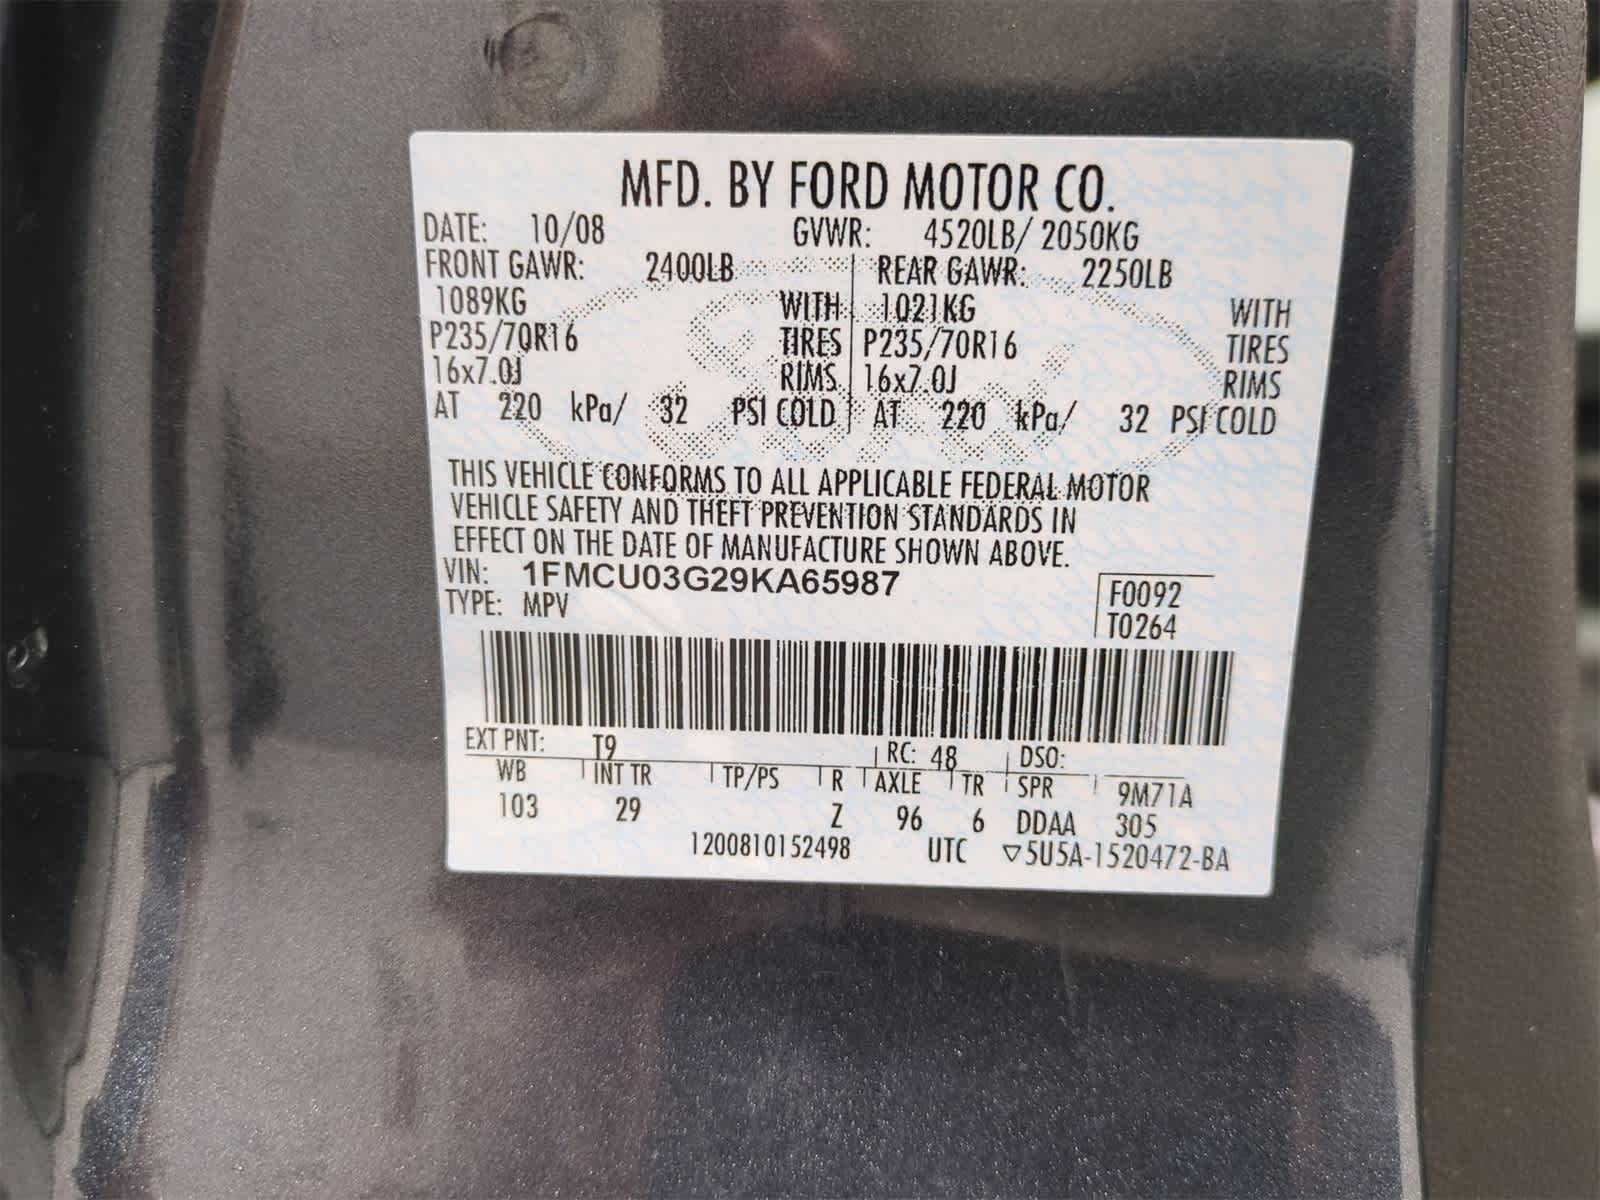 MFD. BY FORD MOTOR CO.
DATE: 10/08 GVWR: 4520LB/ 2050KG
FRONT GAWR: 2400LB REAR GAWR: 2250LB
1089KG WITH 1021KG WITH
P235/70R16 TIRES P235/70R16 TIRES
16x7.0J RIMS 16x7.0J RIMS
AT 220 kPa/ 32 PSI COLD AT 220 kPa/ 32 PSI COLD
THIS VEHICLE CONFORMS TO ALL APPLICABLE FEDERAL MOTOR
VEHICLE SAFETY AND THEFT PREVENTION STANDARDS IN
EFFECT ON THE DATE OF MANUFACTURE SHOWN ABOVE.
VIN: 1FMCU03G29KA65987 F0092
TYPE: MPV T0264
EXT PNT: T9 RC: 48 DSO:
WB INT TR TP/PS R AXLE TR SPR 9M71A
103 29 Z 96 6 DDAA 305
1200810152498 UTC ▽5U5A-1520472-BA